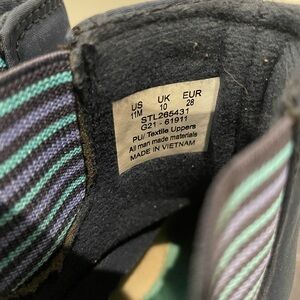 US UK EUR
11M 10 28
STL265431
G21 - 61911
PU/ Textile Uppers
All man made materials
MADE IN VIETNAM